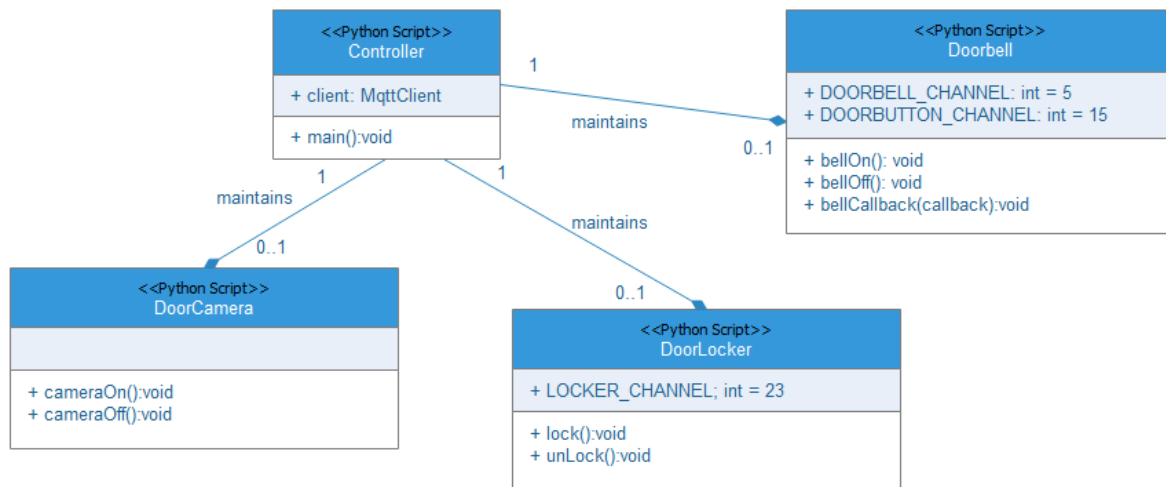 <<Python Script>>
Controller
+ client: MqttClient
+ main():void
<<Python Script>>
Doorbell
+ DOORBELL_CHANNEL: int = 5
+ DOORBUTTON_CHANNEL: int = 15
+ bellOn(): void
+ bellOff(): void
+ bellCallback(callback):void
1
maintains
0..1
1
maintains
0..1
1
maintains
0..1
<<Python Script>>
DoorCamera
+ cameraOn():void
+ cameraOff():void
<<Python Script>>
DoorLocker
+ LOCKER_CHANNEL; int = 23
+ lock():void
+ unLock():void